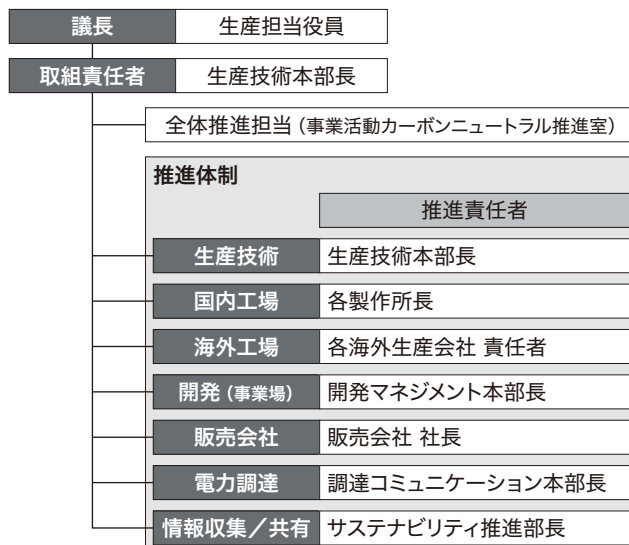 議長 生産担当役員
取組責任者 生産技術本部長
全体推進担当（事業活動カーボンニュートラル推進室）
推進体制
推進責任者
生産技術 生産技術本部長
国内工場 各製作所長
海外工場 各海外生産会社 責任者
開発（事業場） 開発マネジメント本部長
販売会社 販売会社 社長
電力調達 調達コミュニケーション本部長
情報収集／共有 サステナビリティ推進部長